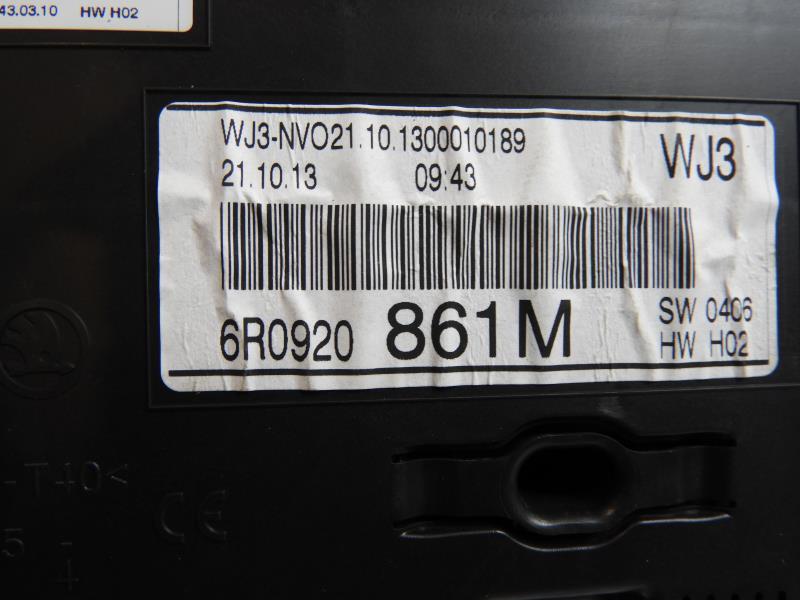 43.03.10 HW H02
WJ3-NVO21.10.1300010189
21.10.13 09:43
WJ3
6R0920 861M
SW 0406
HW H02
-T40<
CE
5 -